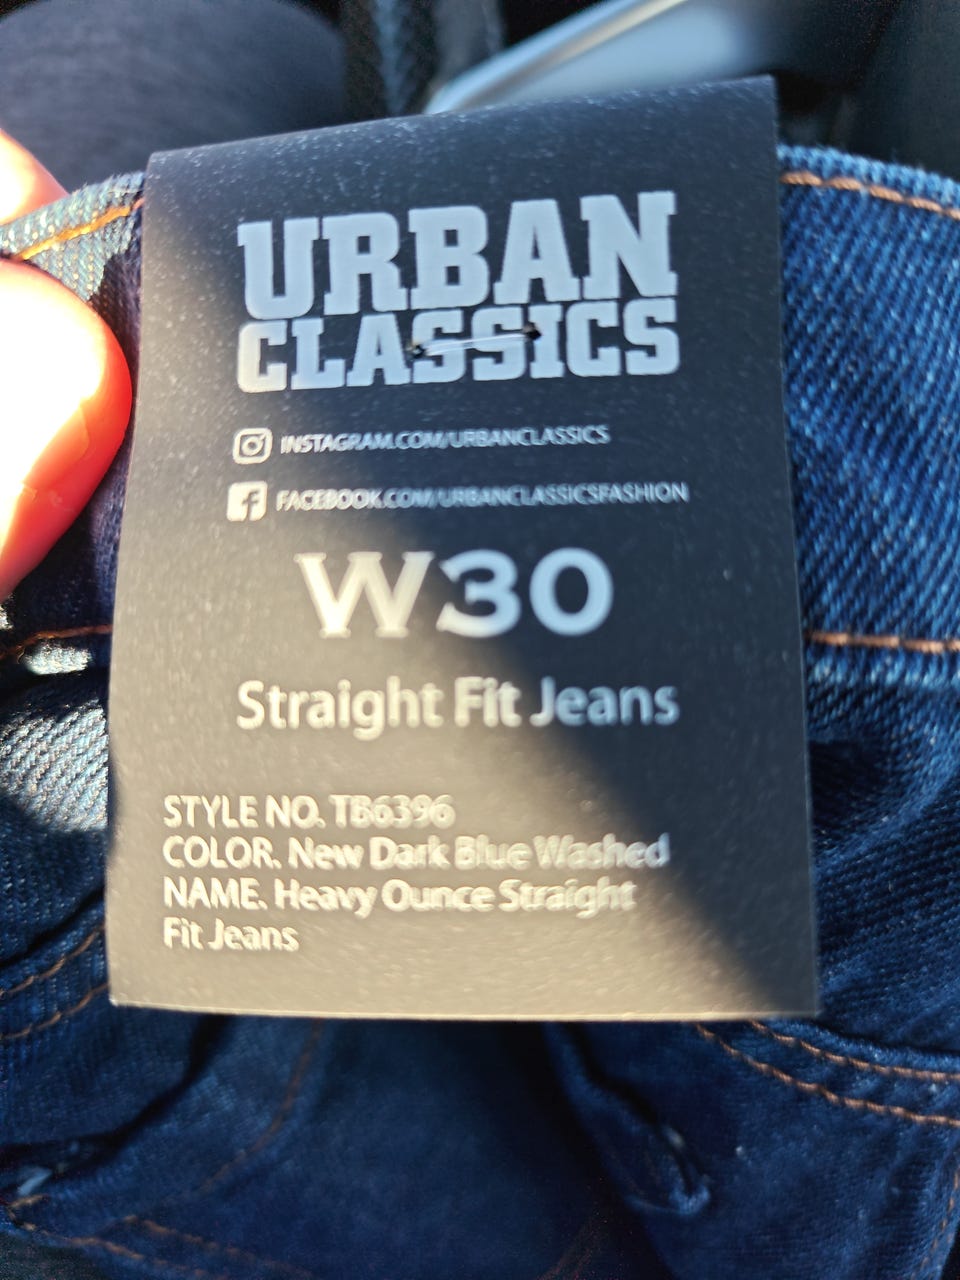 URBAN
CLASSICS
INSTAGRAM.COM/URBANCLASSICS
FACEBOOK.COM/URBANCLASSICSFASHION
W30
Straight Fit Jeans
STYLE NO. TB6396
COLOR. New Dark Blue Washed
NAME. Heavy Ounce Straight
Fit Jeans